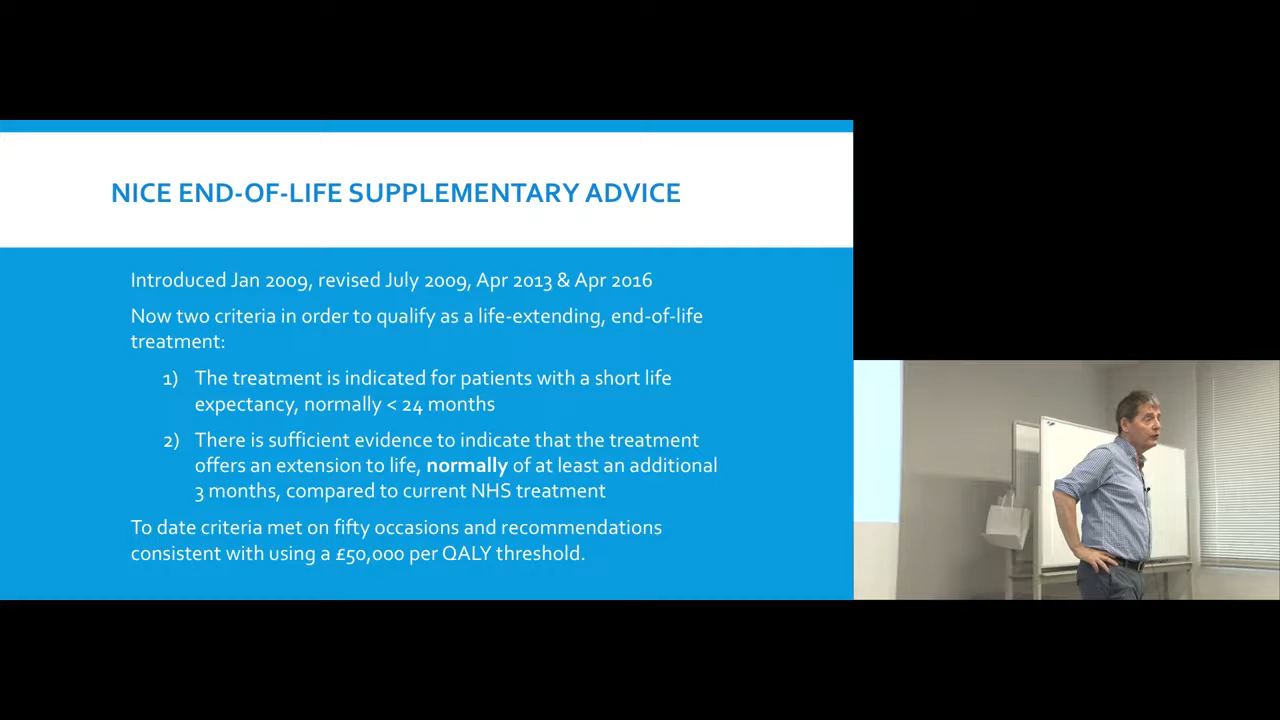 NICE END-OF-LIFE SUPPLEMENTARY ADVICE
Introduced Jan 2009, revised July 2009, Apr 2013 & Apr 2016
Now two criteria in order to qualify as a life-extending, end-of-life
treatment:
1) The treatment is indicated for patients with a short life
expectancy, normally < 24 months
2) There is sufficient evidence to indicate that the treatment
offers an extension to life, normally of at least an additional
3 months, compared to current NHS treatment
To date criteria met on fifty occasions and recommendations
consistent with using a £50,000 per QALY threshold.